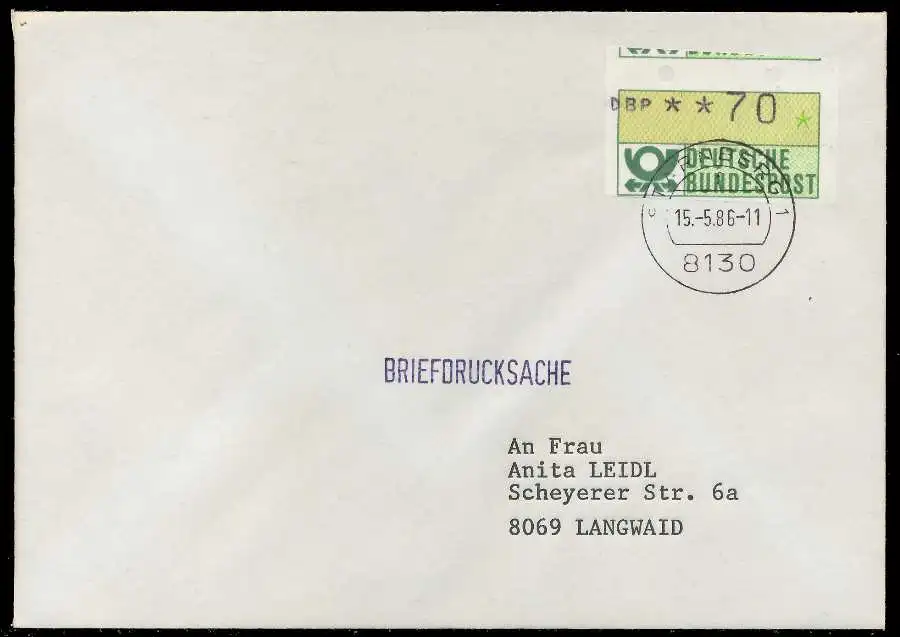 DBP **70 *
DEUTSCHE
BUNDESPOST
15.-5.86-11
8130
BRIEFDRUCKSACHE
An Frau
Anita LEIDL
Scheyerer Str. 6a
8069 LANGWAID